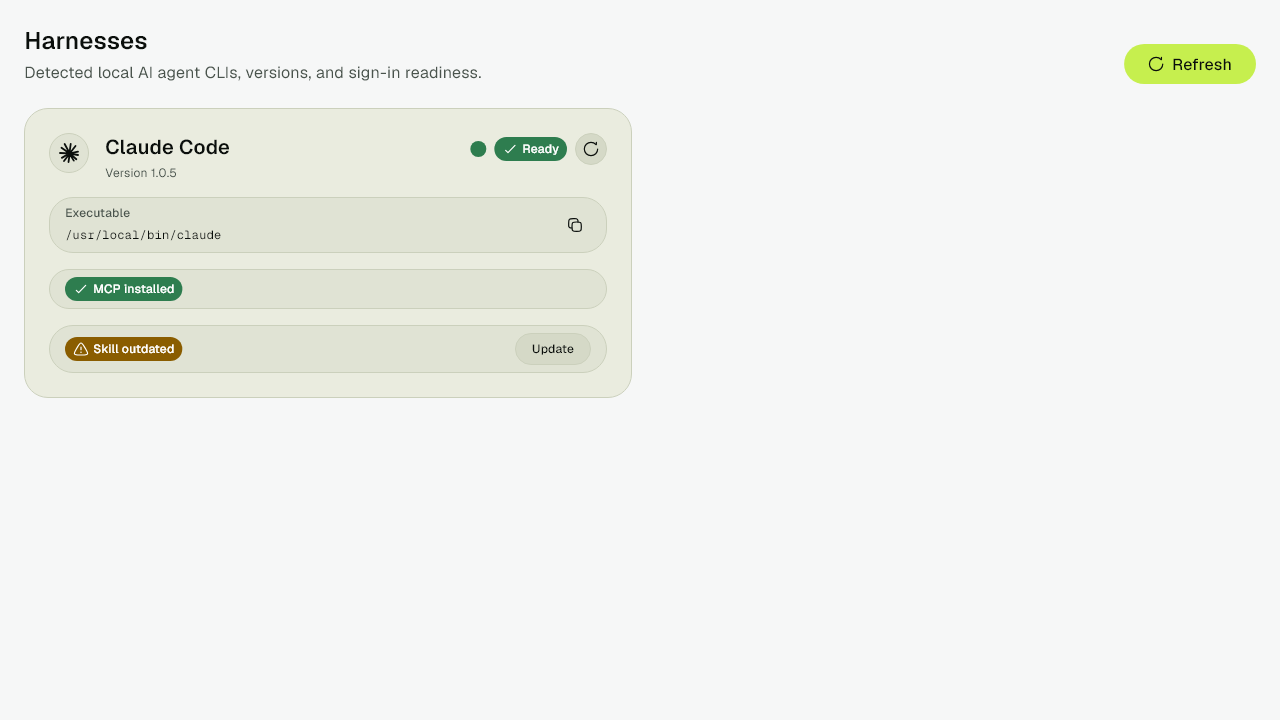 Harnesses
Detected local AI agent CLIs, versions, and sign-in readiness.
Refresh
Claude Code
Ready
Version 1.0.5
Executable
/usr/local/bin/claude
MCP installed
Skill outdated
Update